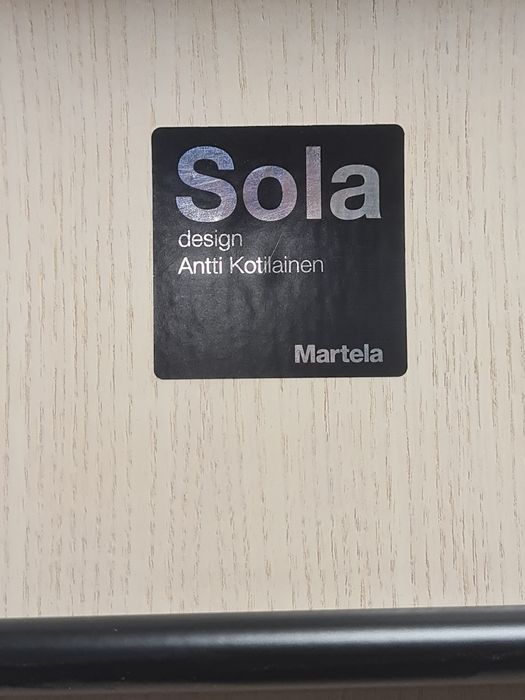 Sola
design
Antti Kotilainen
Martela